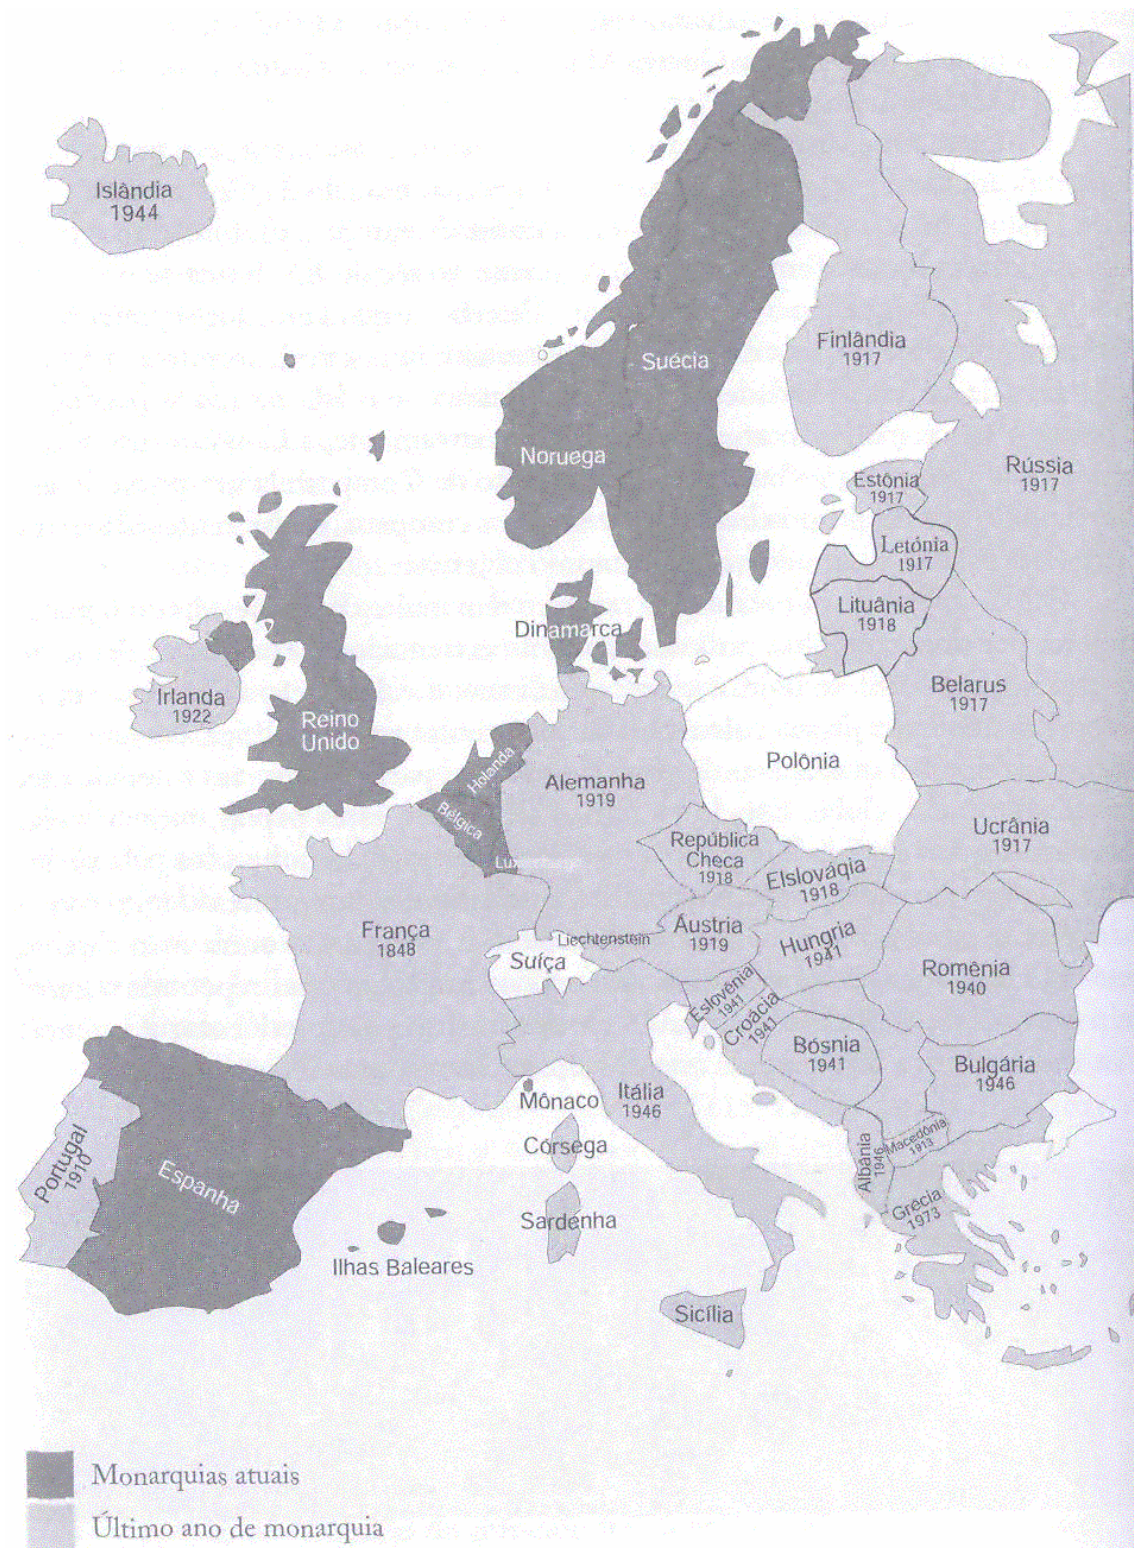 Islândia
1944
Finlândia
1917
Suécia
Noruega
Rússia
1917
Estônia
1917
Letónia
1917
Lituânia
1918
Dinamarca
Belarus
1917
Irlanda
1922
Reino
Unido
Holanda
Bélgica
Alemanha
1919
Polônia
República
Checa
1918
Elslováqia
1918
Ucrânia
1917
França
1848
Liechtenstein
Suíça
Áustria
1919
Hungria
1941
Romênia
1940
Eslovênia
1941
Croácia
1941
Bósnia
1941
Bulgária
1946
Mônaco
Itália
1946
Córsega
Albânia
1946
Macedônia
1913
Grécia
1973
Portugal
1910
Espanha
Sardenha
Ilhas Baleares
Sicília
Monarquias atuais
Último ano de monarquia